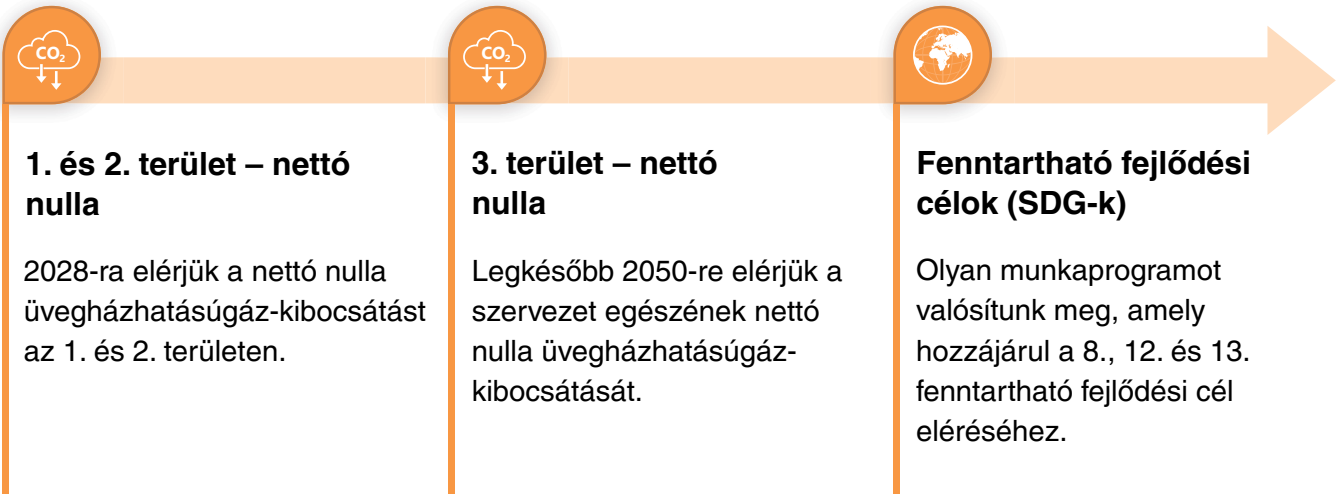 CO₂
1. és 2. terület – nettó
nulla
2028-ra elérjük a nettó nulla
üvegházhatásúgáz-kibocsátást
az 1. és 2. területen.
CO₂
3. terület – nettó
nulla
Legkésőbb 2050-re elérjük a
szervezet egészének nettó
nulla üvegházhatásúgáz-
kibocsátását.
Fenntartható fejlődési
célok (SDG-k)
Olyan munkaprogramot
valósítunk meg, amely
hozzájárul a 8., 12. és 13.
fenntartható fejlődési cél
eléréséhez.